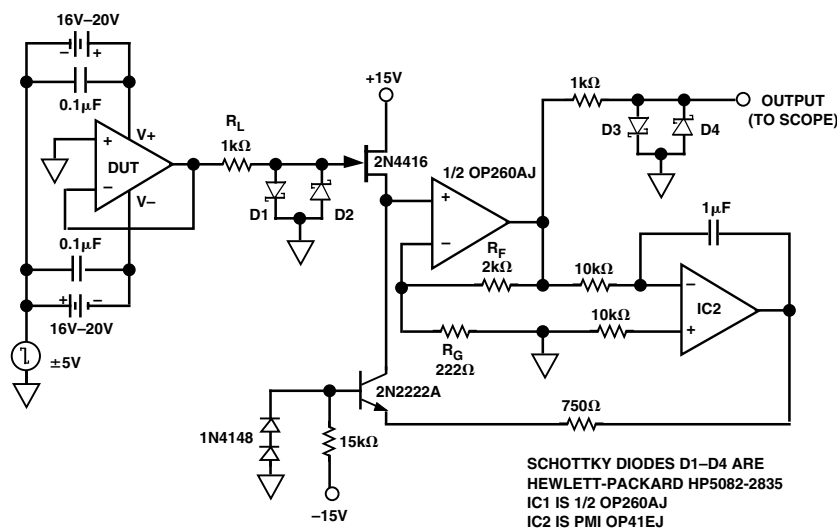 16V–20V
– +
0.1µF
+ V+
DUT
– V–
0.1µF
+ –
16V–20V
±5V
RL
1kΩ
D1 D2
+15V
2N4416
1/2 OP260AJ
+
–
RF
2kΩ
RG
222Ω
1kΩ
D3 D4
OUTPUT
(TO SCOPE)
1µF
10kΩ
10kΩ
–
IC2
+
2N2222A
750Ω
1N4148
15kΩ
–15V
SCHOTTKY DIODES D1–D4 ARE
HEWLETT-PACKARD HP5082-2835
IC1 IS 1/2 OP260AJ
IC2 IS PMI OP41EJ